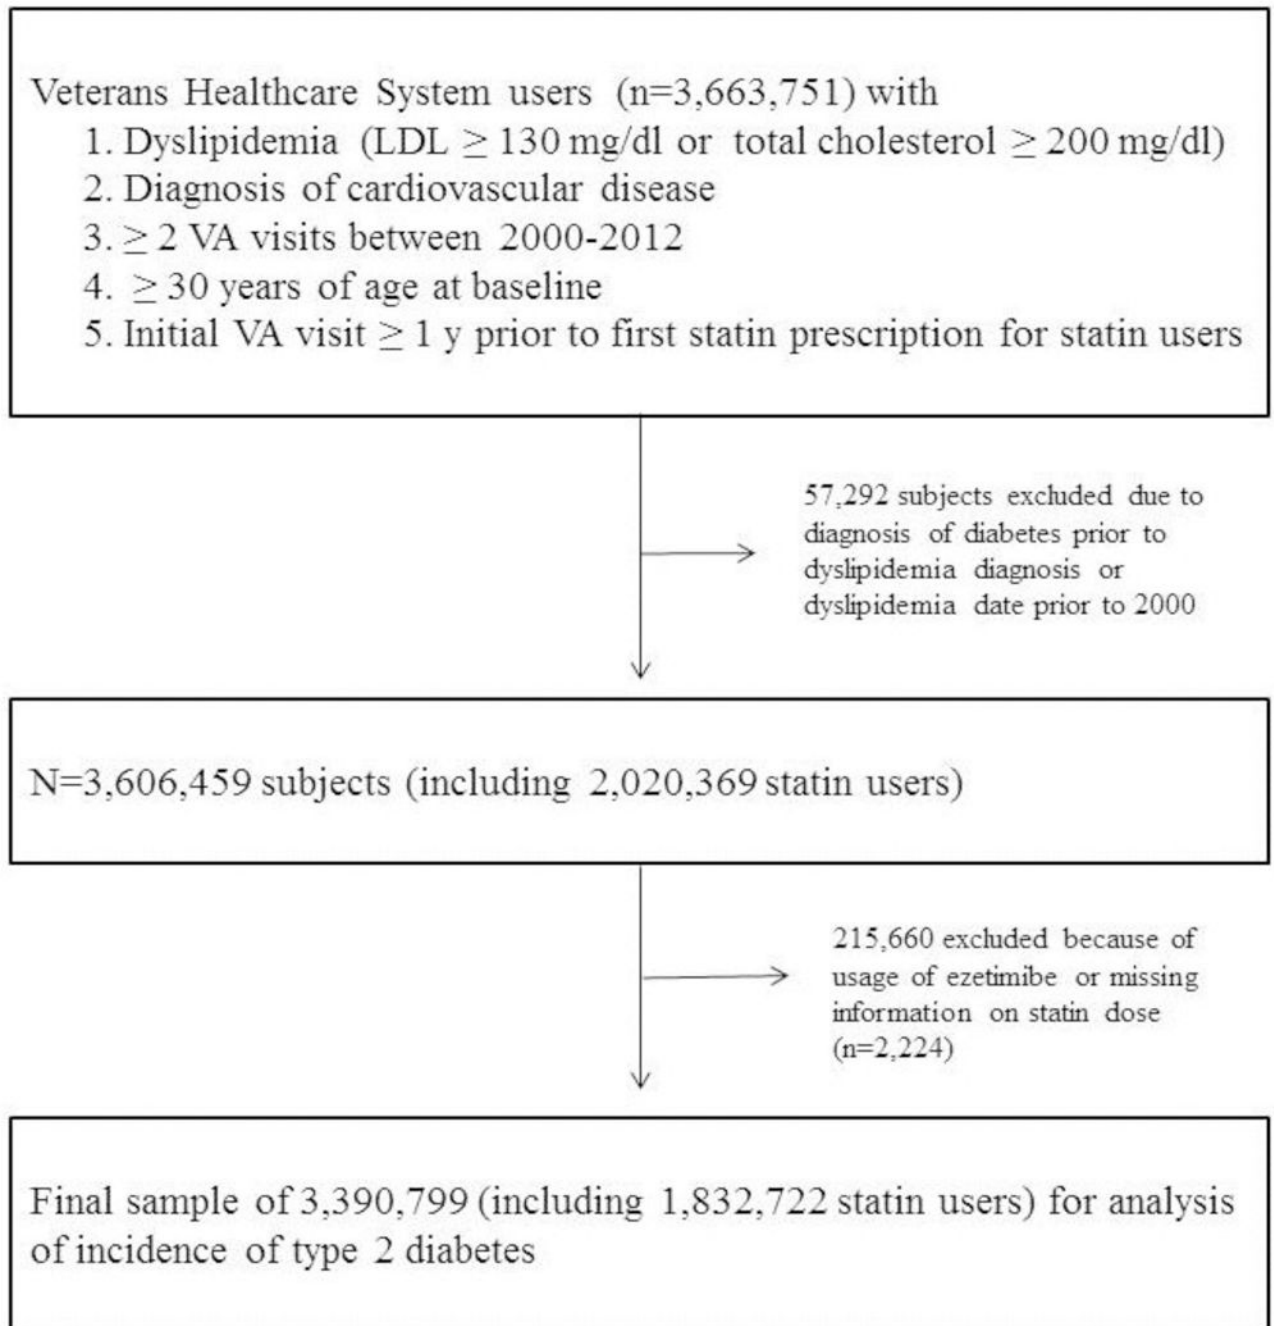 Veterans Healthcare System users (n=3,663,751) with
1. Dyslipidemia (LDL ≥ 130 mg/dl or total cholesterol ≥ 200 mg/dl)
2. Diagnosis of cardiovascular disease
3. ≥ 2 VA visits between 2000-2012
4. ≥ 30 years of age at baseline
5. Initial VA visit ≥ 1 y prior to first statin prescription for statin users
57,292 subjects excluded due to
diagnosis of diabetes prior to
dyslipidemia diagnosis or
dyslipidemia date prior to 2000
N=3,606,459 subjects (including 2,020,369 statin users)
215,660 excluded because of
usage of ezetimibe or missing
information on statin dose
(n=2,224)
Final sample of 3,390,799 (including 1,832,722 statin users) for analysis
of incidence of type 2 diabetes